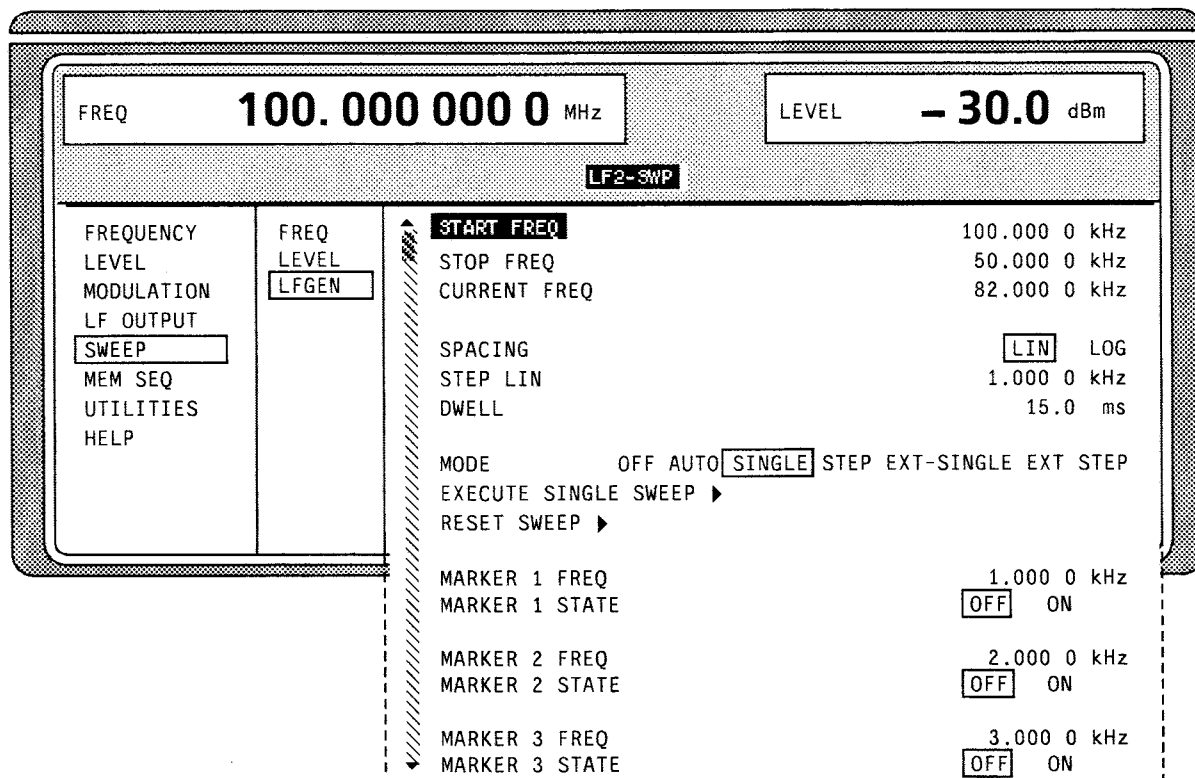 FREQ 100. 000 000 0 MHz
LEVEL - 30.0 dBm
LF2-SWP
FREQUENCY
LEVEL
MODULATION
LF OUTPUT
SWEEP
MEM SEQ
UTILITIES
HELP
FREQ
LEVEL
LFGEN
START FREQ 100.000 0 kHz
STOP FREQ 50.000 0 kHz
CURRENT FREQ 82.000 0 kHz
SPACING LIN LOG
STEP LIN 1.000 0 kHz
DWELL 15.0 ms
MODE OFF AUTO SINGLE STEP EXT-SINGLE EXT STEP
EXECUTE SINGLE SWEEP ▶
RESET SWEEP ▶
MARKER 1 FREQ 1.000 0 kHz
MARKER 1 STATE OFF ON
MARKER 2 FREQ 2.000 0 kHz
MARKER 2 STATE OFF ON
MARKER 3 FREQ 3.000 0 kHz
MARKER 3 STATE OFF ON